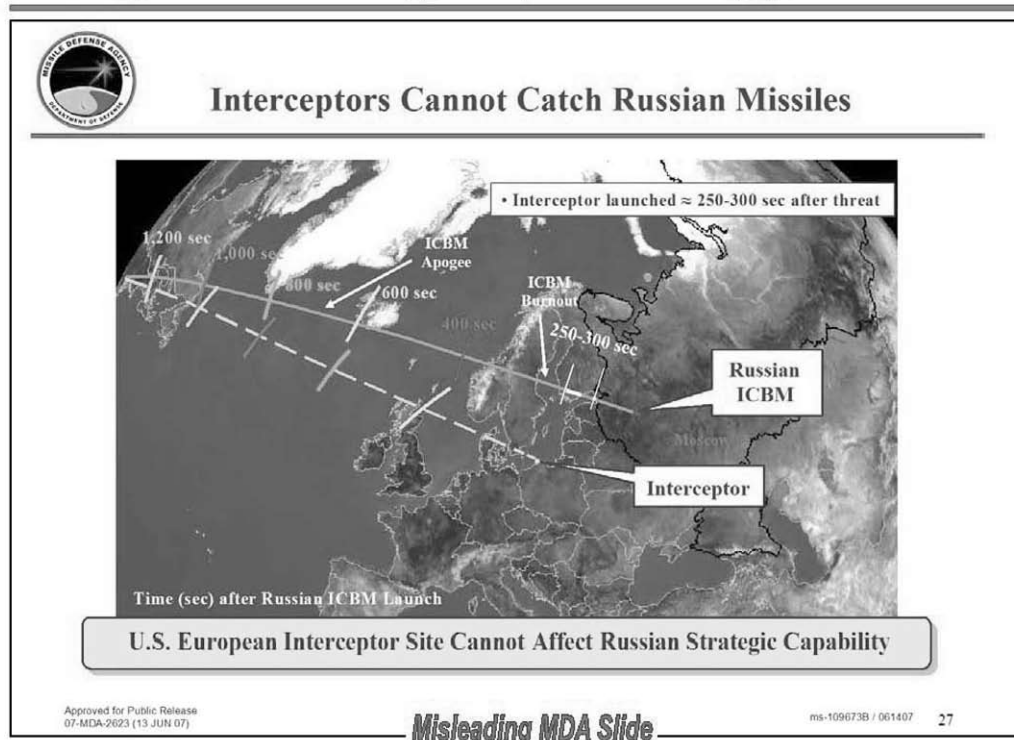 MISSILE DEFENSE AGENCY
DEPARTMENT OF DEFENSE
Interceptors Cannot Catch Russian Missiles
• Interceptor launched ≈ 250-300 sec after threat
1,200 sec
1,000 sec
800 sec
ICBM
Apogee
600 sec
400 sec
ICBM
Burnout
250-300 sec
Russian
ICBM
Moscow
Interceptor
Time (sec) after Russian ICBM Launch
U.S. European Interceptor Site Cannot Affect Russian Strategic Capability
Approved for Public Release
07-MDA-2623 (13 JUN 07)
Misleading MDA Slide
ms-109673B / 061407
27